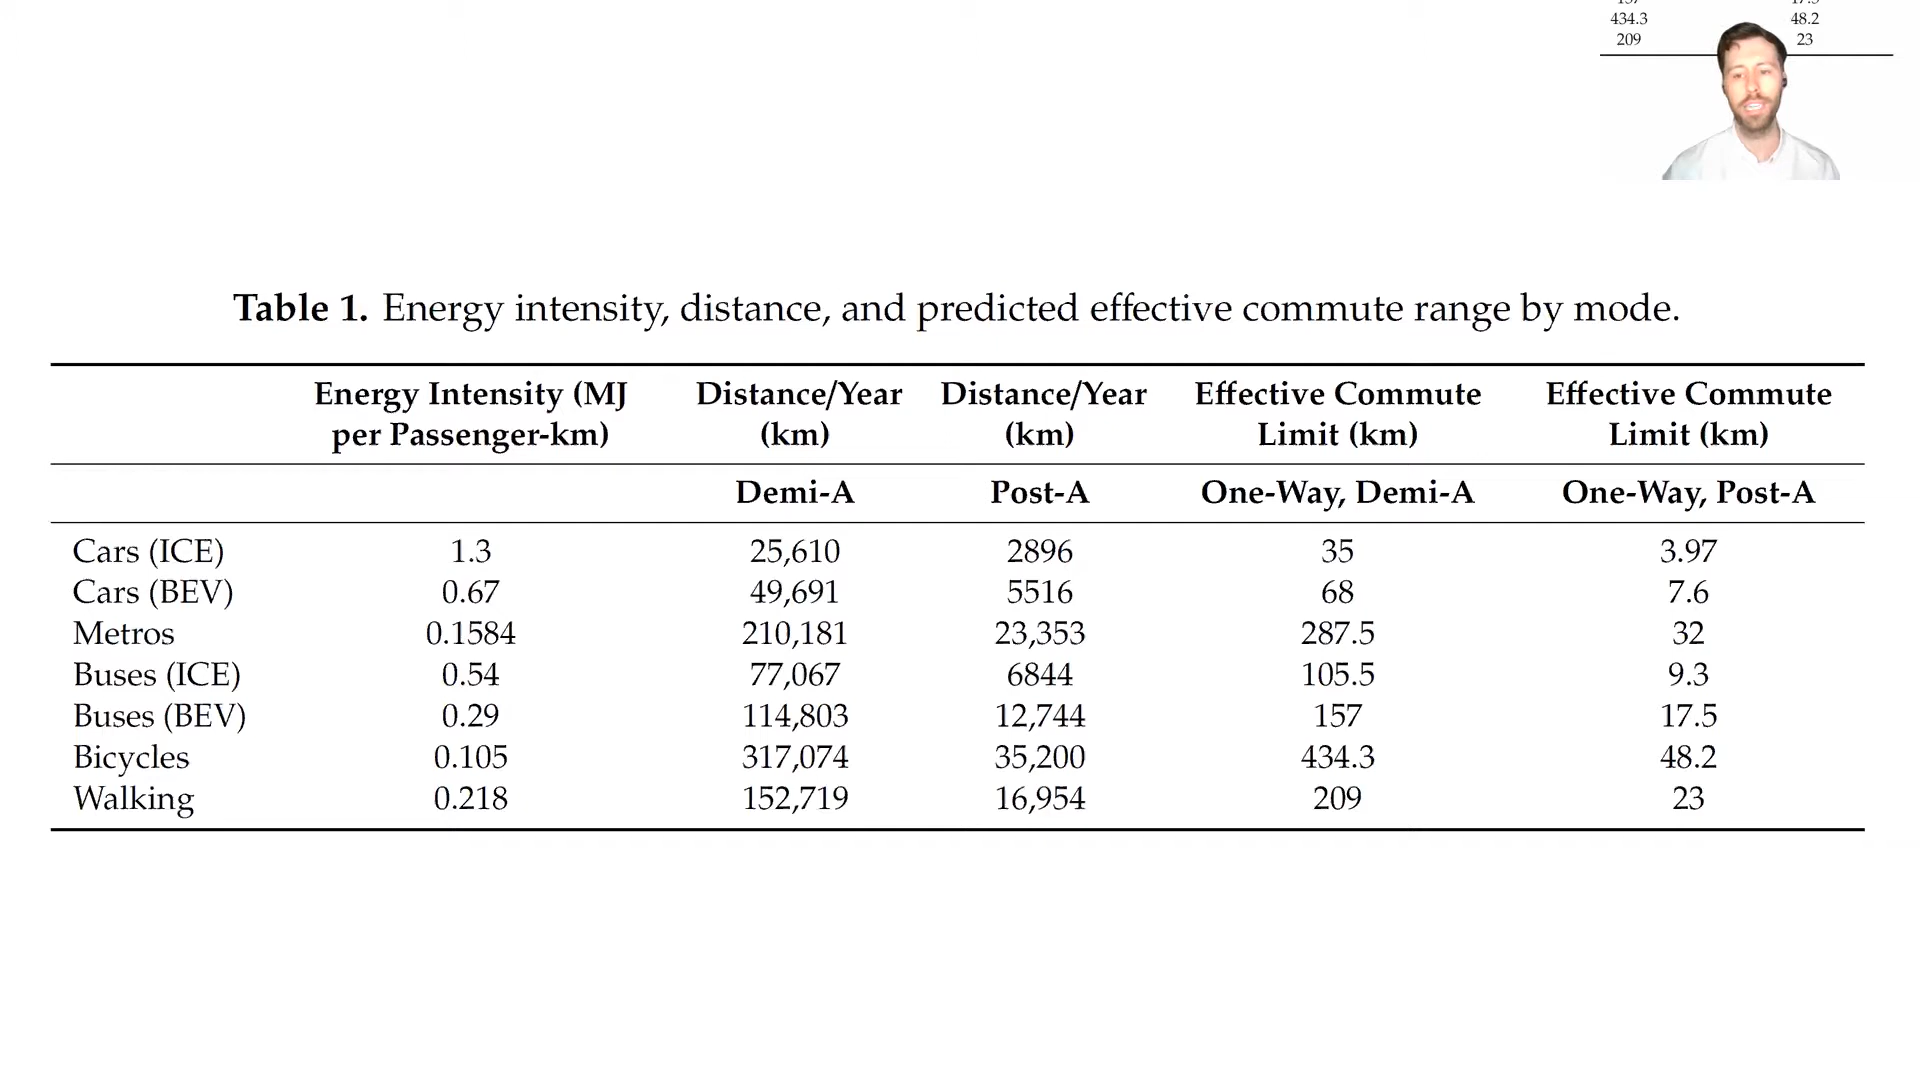 434.3 48.2
209 23
Table 1. Energy intensity, distance, and predicted effective commute range by mode.
Energy Intensity (MJ per Passenger-km) Distance/Year (km) Distance/Year (km) Effective Commute Limit (km) Effective Commute Limit (km)
Demi-A Post-A One-Way, Demi-A One-Way, Post-A
Cars (ICE) 1.3 25,610 2896 35 3.97
Cars (BEV) 0.67 49,691 5516 68 7.6
Metros 0.1584 210,181 23,353 287.5 32
Buses (ICE) 0.54 77,067 6844 105.5 9.3
Buses (BEV) 0.29 114,803 12,744 157 17.5
Bicycles 0.105 317,074 35,200 434.3 48.2
Walking 0.218 152,719 16,954 209 23